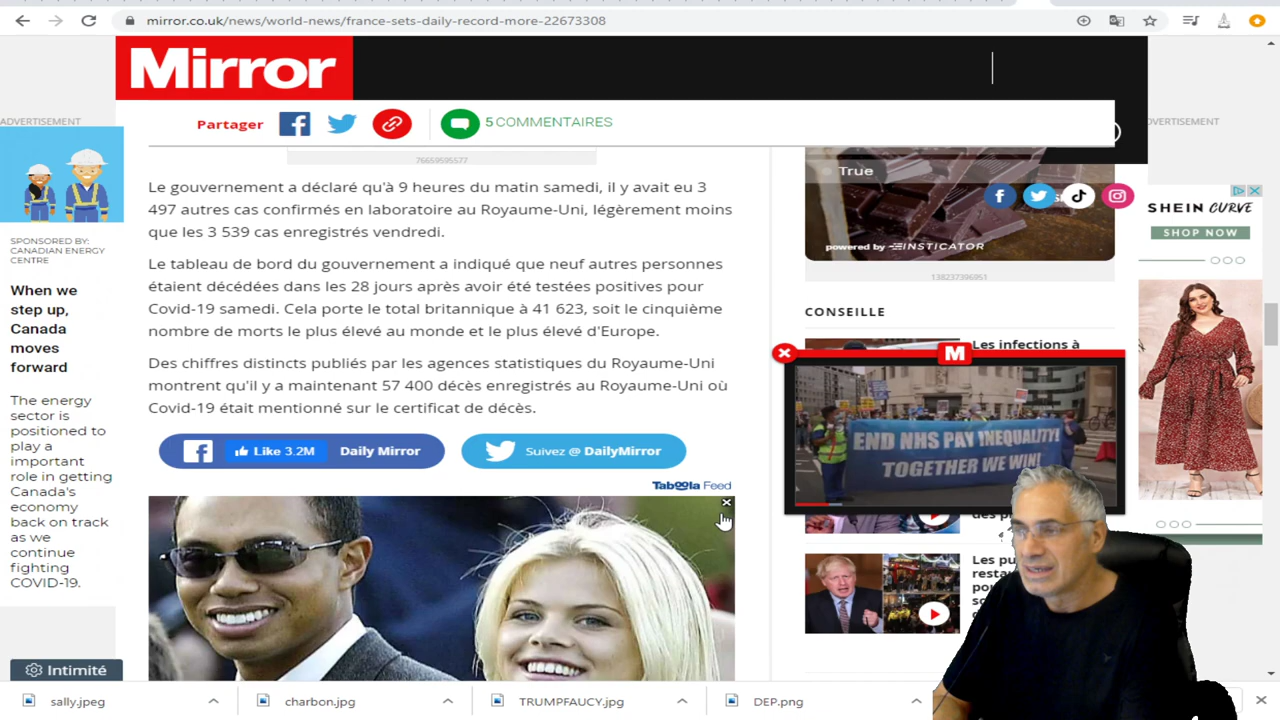 mirror.co.uk/news/world-news/france-sets-daily-record-more-22673308
Mirror
Partager
5 COMMENTAIRES
76659595577
Le gouvernement a déclaré qu'à 9 heures du matin samedi, il y avait eu 3
497 autres cas confirmés en laboratoire au Royaume-Uni, légèrement moins
que les 3 539 cas enregistrés vendredi.
Le tableau de bord du gouvernement a indiqué que neuf autres personnes
étaient décédées dans les 28 jours après avoir été testées positives pour
Covid-19 samedi. Cela porte le total britannique à 41 623, soit le cinquième
nombre de morts le plus élevé au monde et le plus élevé d'Europe.
Des chiffres distincts publiés par les agences statistiques du Royaume-Uni
montrent qu'il y a maintenant 57 400 décès enregistrés au Royaume-Uni où
Covid-19 était mentionné sur le certificat de décès.
Like 3.2M
Daily Mirror
Suivez @ DailyMirror
Taboola Feed
ADVERTISEMENT
SPONSORED BY:
CANADIAN ENERGY
CENTRE
When we
step up,
Canada
moves
forward
The energy
sector is
positioned to
play a
important
role in getting
Canada's
economy
back on track
as we
continue
fighting
COVID-19.
Intimité
True
powered by INSTICATOR
138237396951
CONSEILLE
Les infections à
M
END NHS PAY INEQUALITY!
TOGETHER WE WIN!
des
Les
VERTISEMENT
SHEIN CURVE
SHOP NOW
sally.jpeg
charbon.jpg
TRUMPFAUCY.jpg
DEP.png